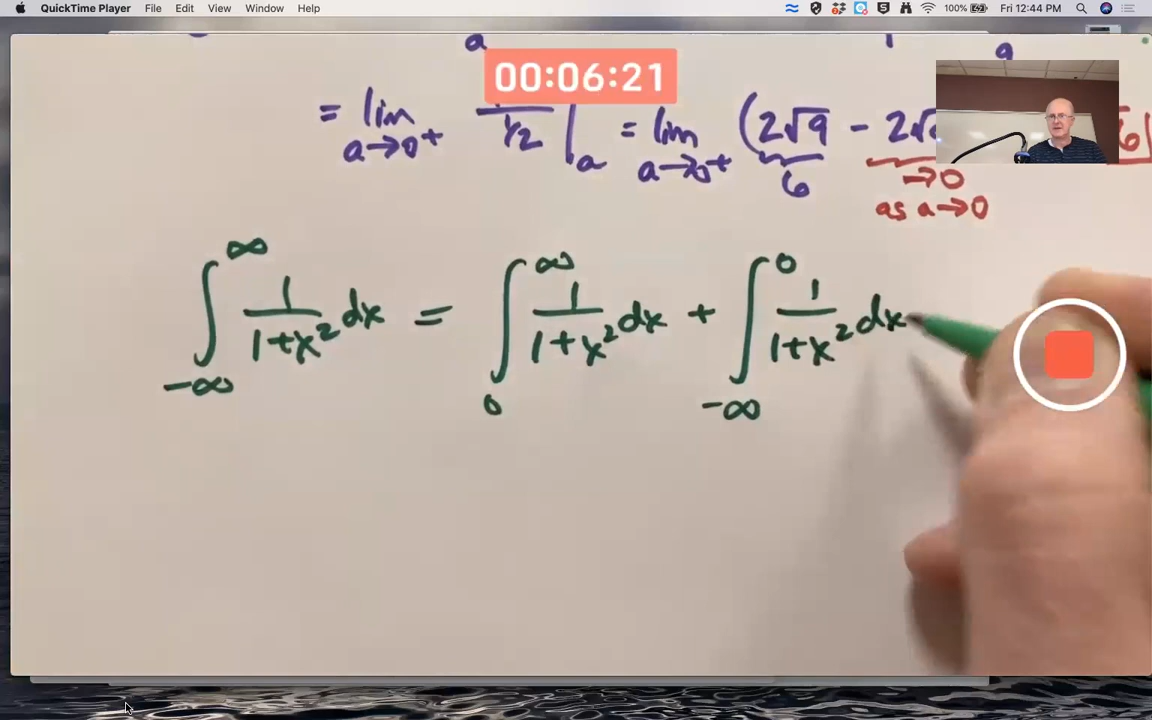 QuickTime Player File Edit View Window Help 100% Fri 12:44 PM
a
00:06:21
= lim a→0+ 1/2 | a = lim a→0+ (2√9 - 2√ 6
6 →0
as a→0
∫ -∞ ∞ 1/(1+x²) dx = ∫ 0 ∞ 1/(1+x²) dx + ∫ -∞ 0 1/(1+x²) dx